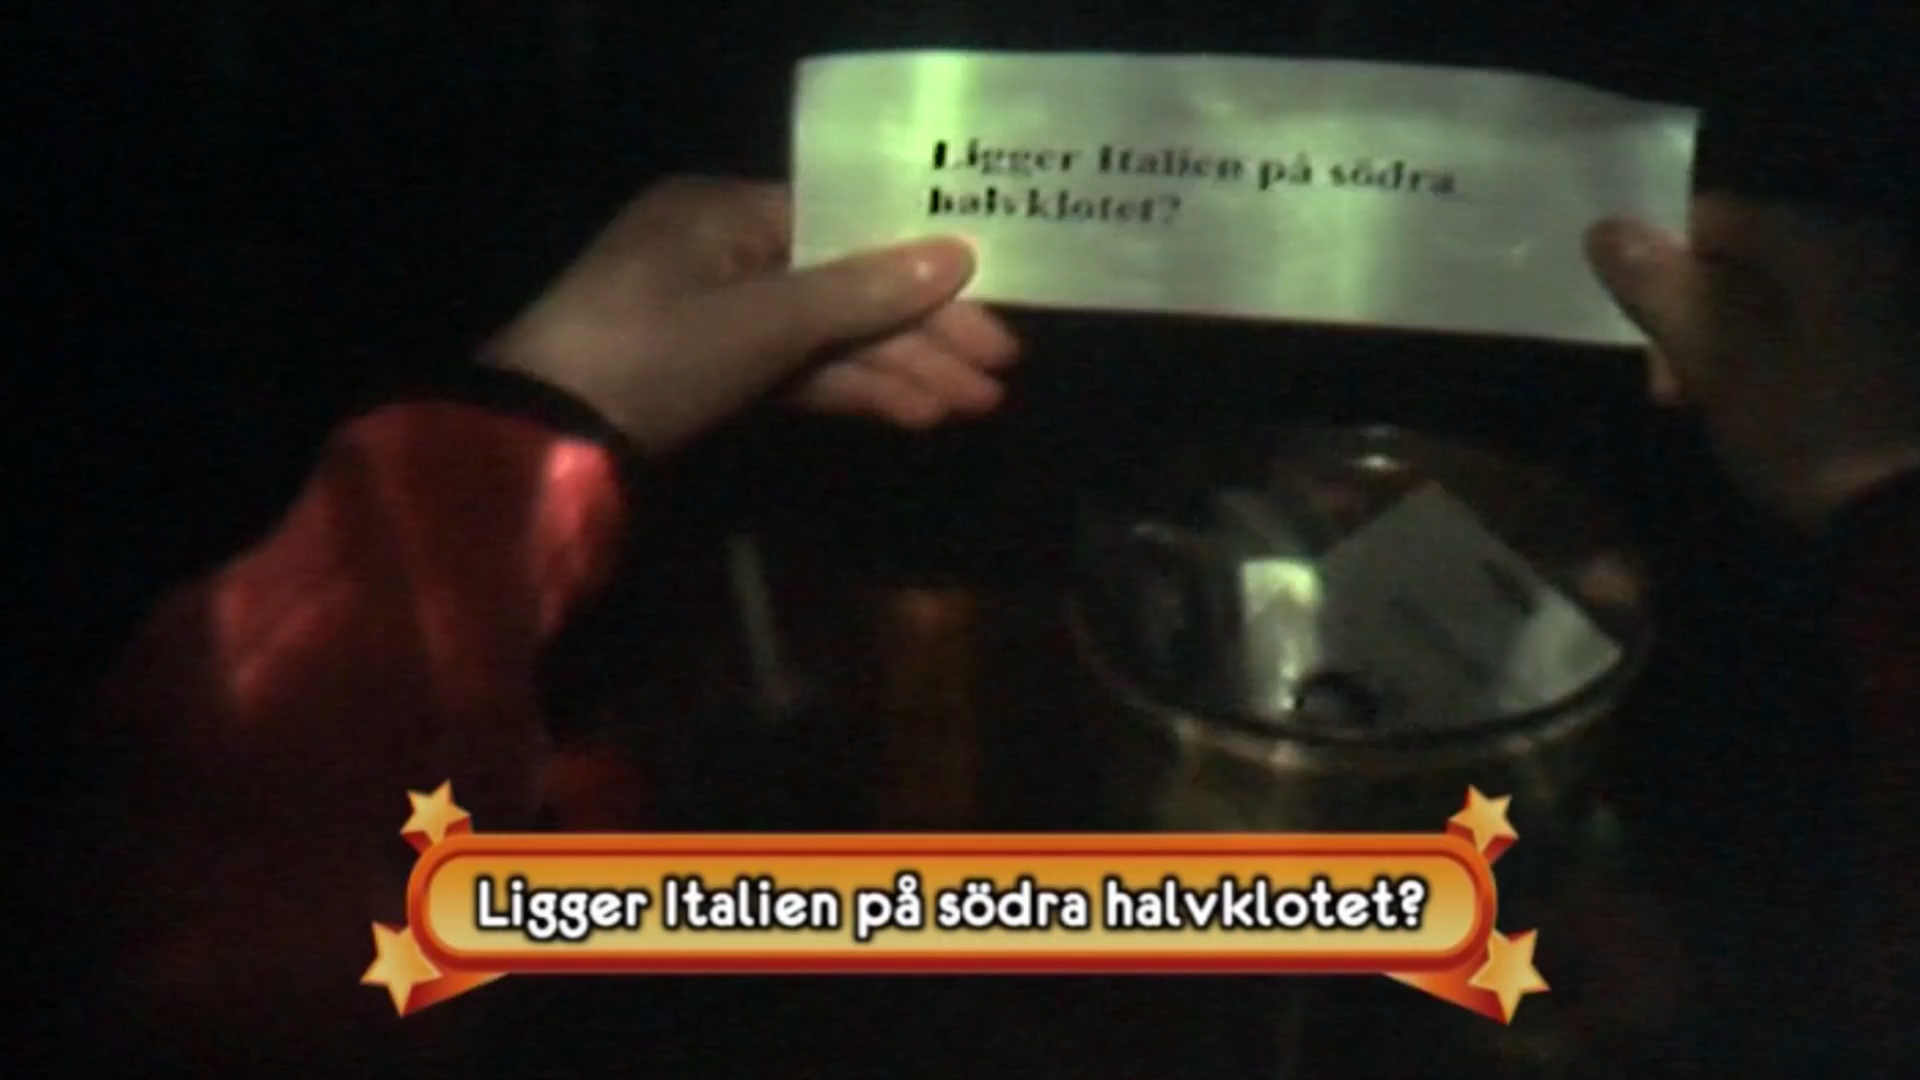 Ligger Italien på södra
halvklotet?
Ligger Italien på södra halvklotet?